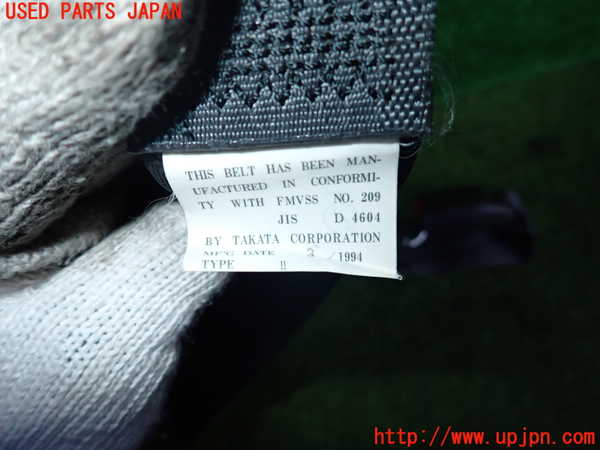 USED PARTS JAPAN
THIS BELT HAS BEEN MAN-
UFACTURED IN CONFORMI-
TY WITH FMVSS NO. 209
JIS D 4604
BY TAKATA CORPORATION
MFG DATE 3/1994
TYPE II
http://www.upjpn.com/